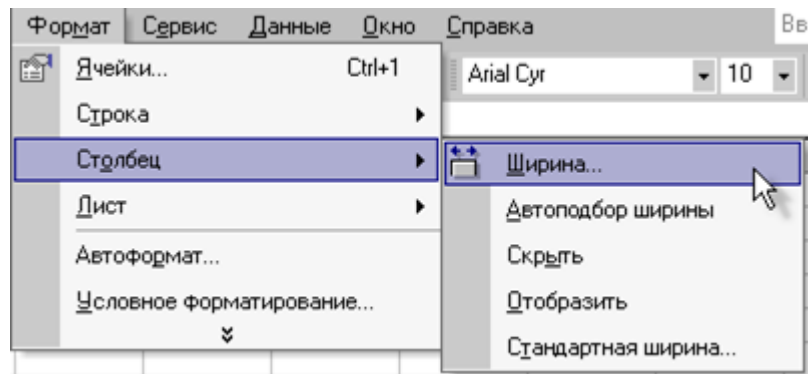 Формат Сервис Данные Окно Справка Вв
Ячейки... Ctrl+1
Arial Cyr 10
Строка
Столбец
Ширина...
Лист
Автоподбор ширины
Автоформат...
Скрыть
Условное форматирование...
Отобразить
Стандартная ширина...